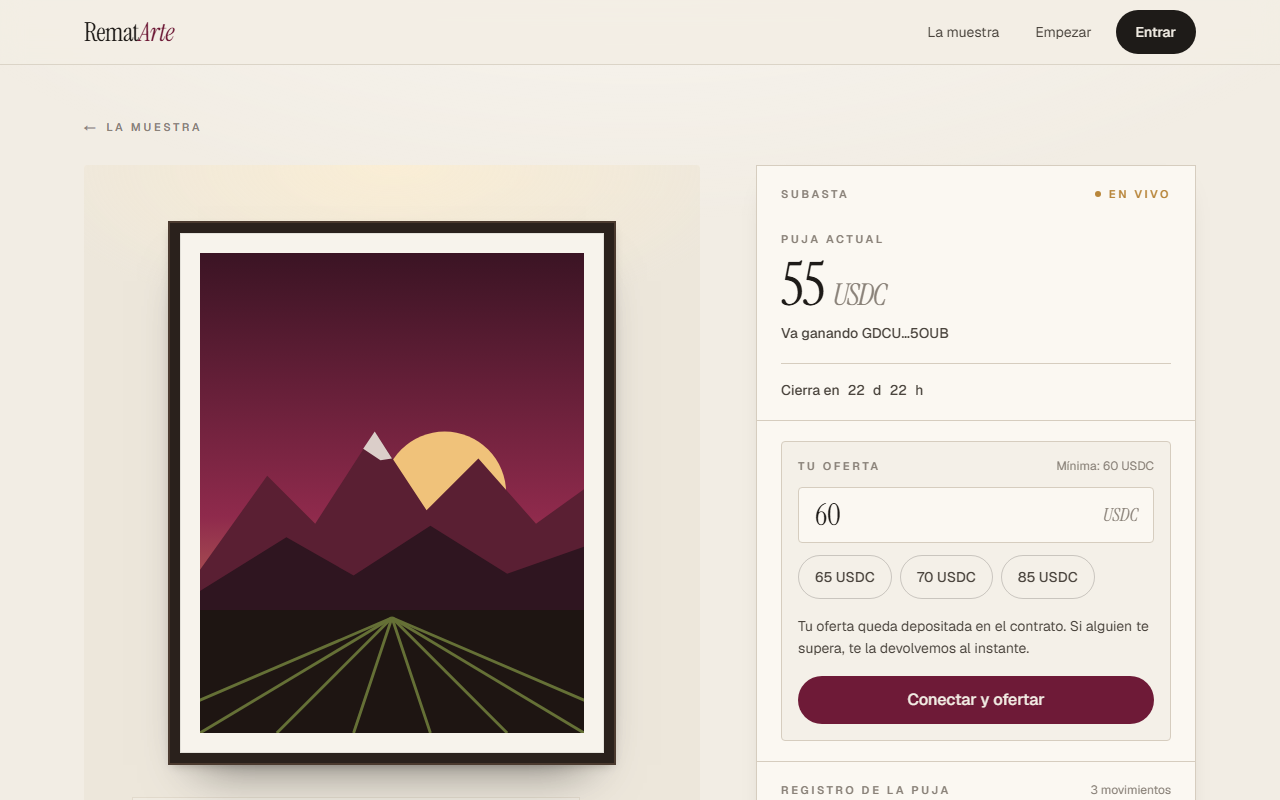 RematArte
La muestra
Empezar
Entrar
← LA MUESTRA
SUBASTA
EN VIVO
PUJA ACTUAL
55 USDC
Va ganando GDCU…5OUB
Cierra en 22 d 22 h
TU OFERTA
Mínima: 60 USDC
60
USDC
65 USDC
70 USDC
85 USDC
Tu oferta queda depositada en el contrato. Si alguien te
supera, te la devolvemos al instante.
Conectar y ofertar
REGISTRO DE LA PUJA
3 movimientos